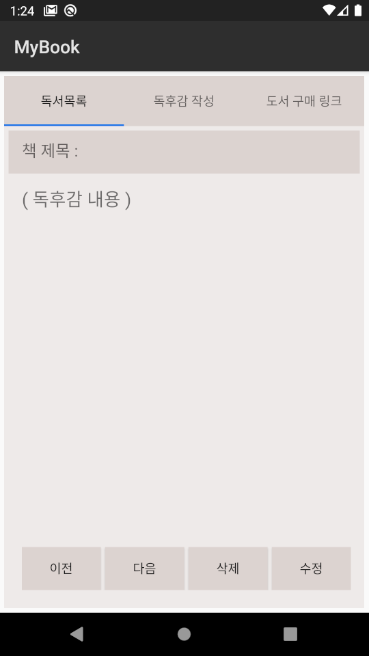 1:24
MyBook
독서목록 독후감 작성 도서 구매 링크
책 제목 :
( 독후감 내용 )
이전 다음 삭제 수정